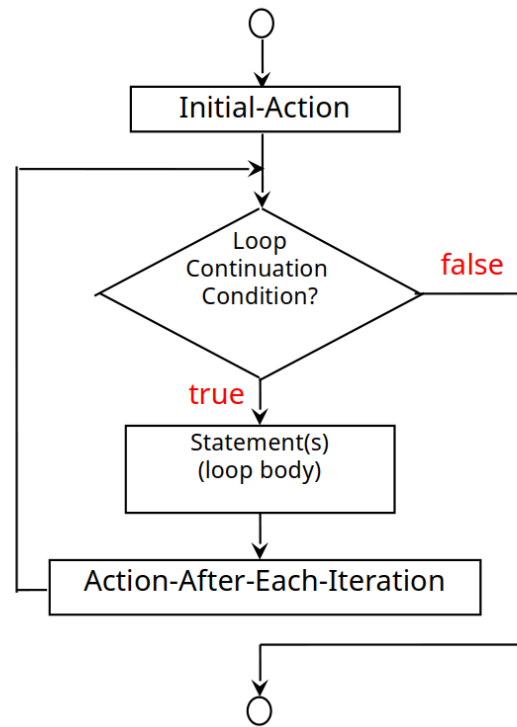 Initial-Action
Loop
Continuation
Condition?
false
true
Statement(s)
(loop body)
Action-After-Each-Iteration